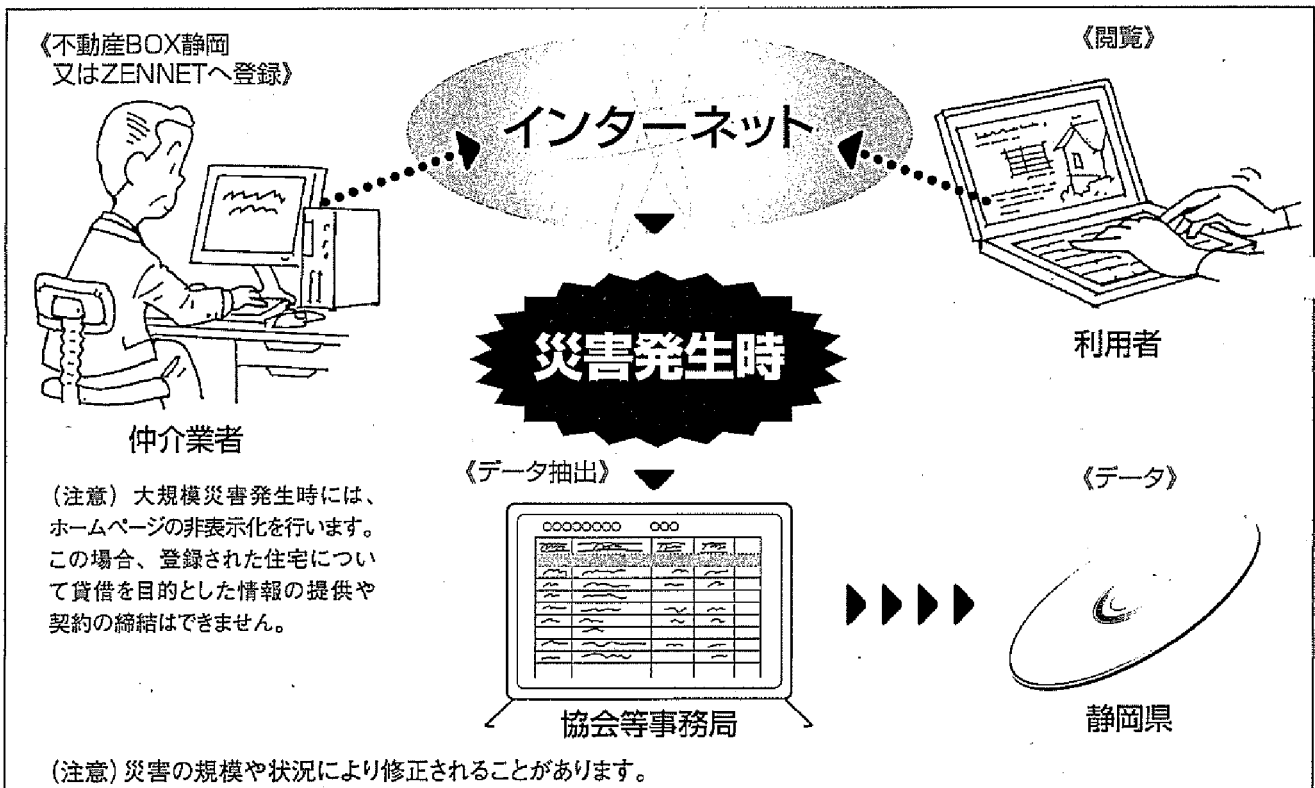 《不動産BOX静岡
又はZENNETへ登録》
インターネット
《閲覧》
災害発生時
利用者
仲介業者
(注意) 大規模災害発生時には、
ホームページの非表示化を行います。
この場合、登録された住宅につい
て貸借を目的とした情報の提供や
契約の締結はできません。
《データ抽出》
《データ》
協会等事務局
静岡県
(注意)災害の規模や状況により修正されることがあります。